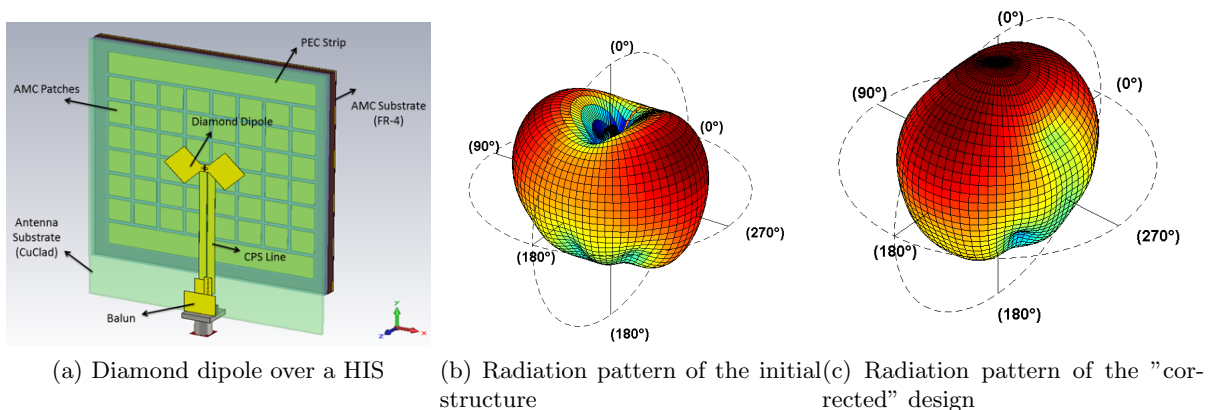 PEC Strip
AMC Patches
AMC Substrate
(FR-4)
Diamond Dipole
Antenna
Substrate
(CuClad)
CPS Line
Balun
y
x
z
(0°)
(0°)
(90°)
(270°)
(180°)
(180°)
(0°)
(0°)
(90°)
(270°)
(180°)
(180°)
(a) Diamond dipole over a HIS
(b) Radiation pattern of the initial
structure
(c) Radiation pattern of the "cor-
rected" design